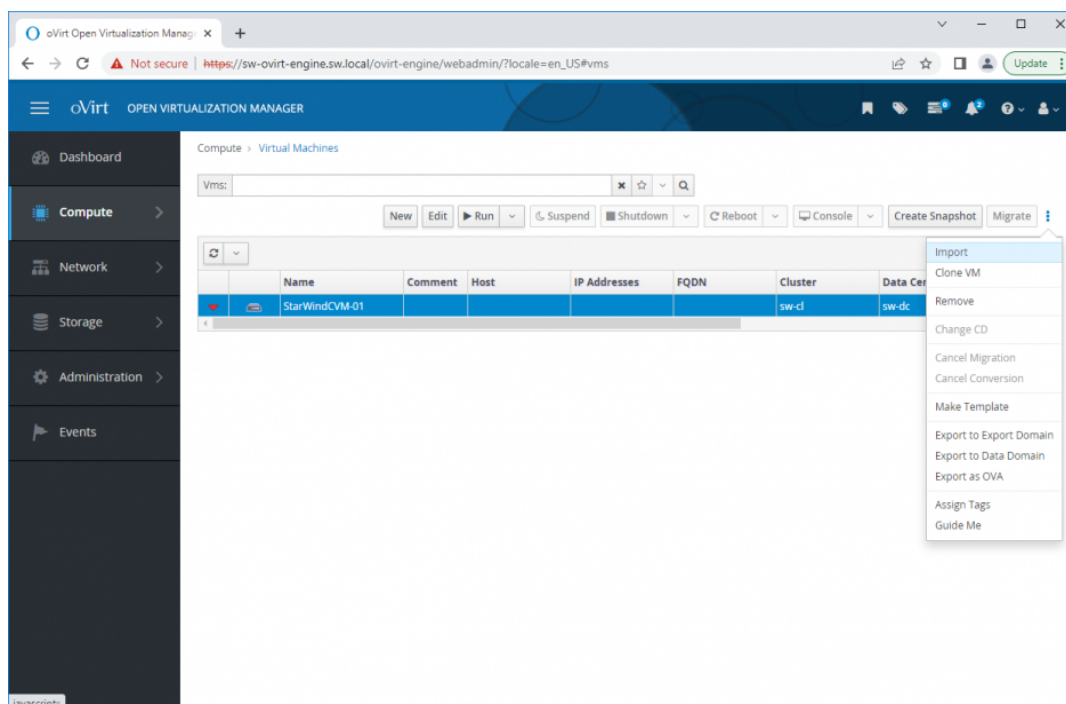 oVirt Open Virtualization Manag
Not secure | https://sw-ovirt-engine.sw.local/ovirt-engine/webadmin/?locale=en_US#vms
Update
oVirt OPEN VIRTUALIZATION MANAGER
0
2
Dashboard
Compute
Network
Storage
Administration
Events
Compute > Virtual Machines
Vms:
New Edit Run Suspend Shutdown Reboot Console Create Snapshot Migrate
Name Comment Host IP Addresses FQDN Cluster Data Cen
StarWindCVM-01 sw-cl sw-dc
Import
Clone VM
Remove
Change CD
Cancel Migration
Cancel Conversion
Make Template
Export to Export Domain
Export to Data Domain
Export as OVA
Assign Tags
Guide Me